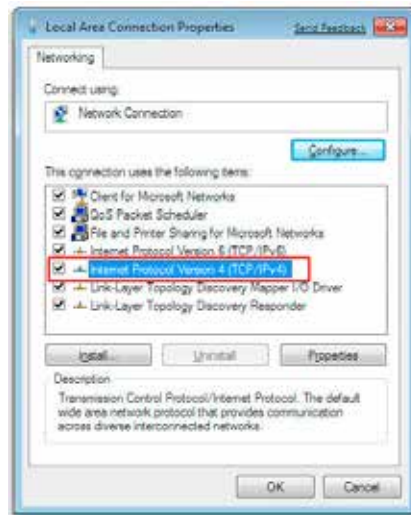 Local Area Connection Properties
Send Feedback
Networking
Connect using:
Network Connection
Configure...
This connection uses the following items:
Client for Microsoft Networks
QoS Packet Scheduler
File and Printer Sharing for Microsoft Networks
Internet Protocol Version 6 (TCP/IPv6)
Internet Protocol Version 4 (TCP/IPv4)
Link-Layer Topology Discovery Mapper I/O Driver
Link-Layer Topology Discovery Responder
Install...
Uninstall
Properties
Description
Transmission Control Protocol/Internet Protocol. The default
wide area network protocol that provides communication
across diverse interconnected networks.
OK
Cancel